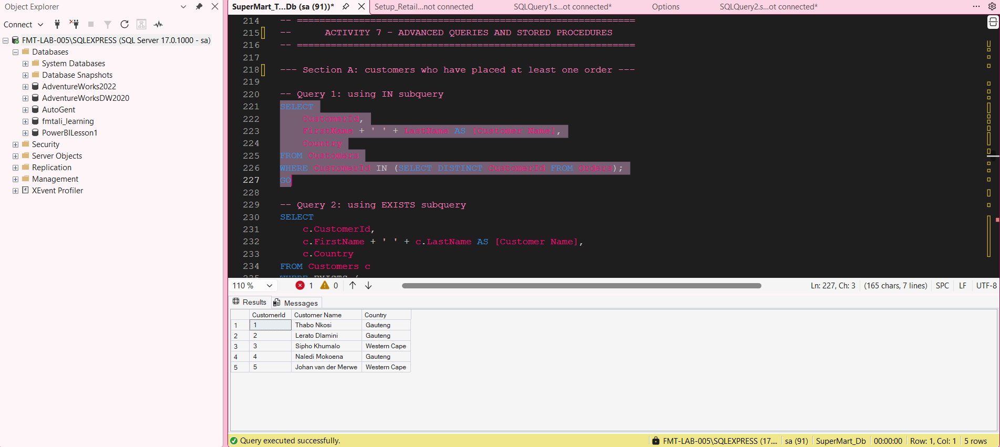 Object Explorer
Connect
FMT-LAB-005\SQLEXPRESS (SQL Server 17.0.1000 - sa)
Databases
System Databases
Database Snapshots
AdventureWorks2022
AdventureWorksDW2020
AutoGent
fmtali_learning
PowerBILesson1
Security
Server Objects
Replication
Management
XEvent Profiler
SuperMart_T...Db (sa (91))* Setup_Retail...not connected SQLQuery1.s...ot connected* Options SQLQuery2.s...ot connected*
214 -- ============================================================
215 -- ACTIVITY 7 - ADVANCED QUERIES AND STORED PROCEDURES
216 -- ============================================================
217
218 --- Section A: customers who have placed at least one order ---
219
220 -- Query 1: using IN subquery
221 SELECT
222 CustomerId,
223 FirstName + ' ' + LastName AS [Customer Name],
224 Country
225 FROM Customers
226 WHERE CustomerId IN (SELECT DISTINCT CustomerId FROM Orders);
227 GO
228
229 -- Query 2: using EXISTS subquery
230 SELECT
231 c.CustomerId,
232 c.FirstName + ' ' + c.LastName AS [Customer Name],
233 c.Country
234 FROM Customers c
235 WHERE EXISTS (
110 % 1 0 Ln: 227, Ch: 3 (165 chars, 7 lines) SPC LF UTF-8
Results Messages
CustomerId Customer Name Country
1 1 Thabo Nkosi Gauteng
2 2 Lerato Dlamini Gauteng
3 3 Sipho Khumalo Western Cape
4 4 Naledi Mokoena Gauteng
5 5 Johan van der Merwe Western Cape
Query executed successfully. FMT-LAB-005\SQLEXPRESS (17.... sa (91) SuperMart_Db 00:00:00 Row: 1, Col: 1 5 rows